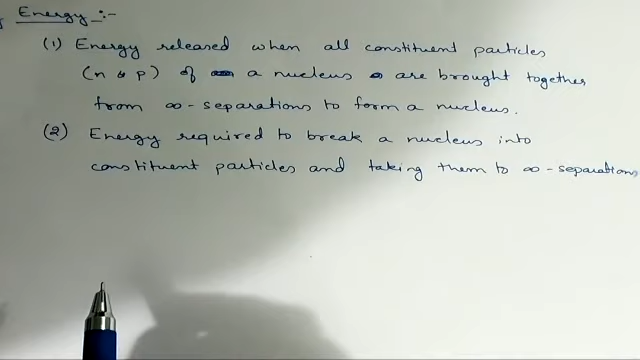 Energy :-
(1) Energy released when all constituent particles
(n & p) of a nucleus are brought together
from ∞-separations to form a nucleus.
(2) Energy required to break a nucleus into
constituent particles and taking them to ∞-separations